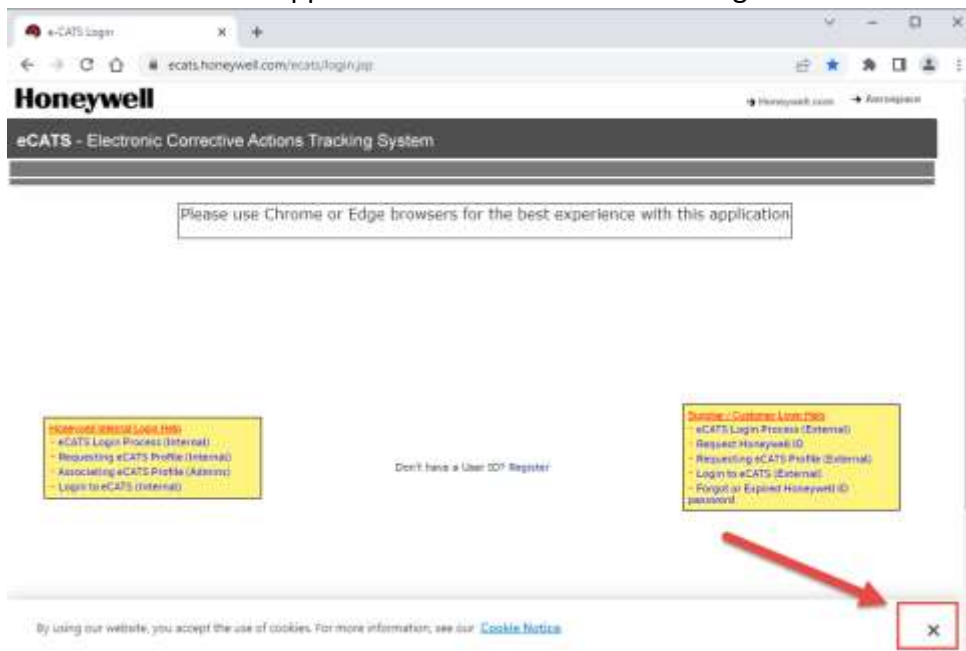 e-CATS Login
ecats.honeywell.com/ecats/login.jsp
Honeywell
Honeywell.com
Aerospace
eCATS - Electronic Corrective Actions Tracking System
Please use Chrome or Edge browsers for the best experience with this application
Honeywell Internal Login Help
- eCATS Login Process (Internal)
- Requesting eCATS Profile (Internal)
- Associating eCATS Profile (Admins)
- Login to eCATS (Internal)
Don't have a User ID? Register
Supplier / Customer Login Help
- eCATS Login Process (External)
- Request Honeywell ID
- Requesting eCATS Profile (External)
- Login to eCATS (External)
- Forgot or Expired Honeywell ID
password
By using our website, you accept the use of cookies. For more information, see our Cookie Notice